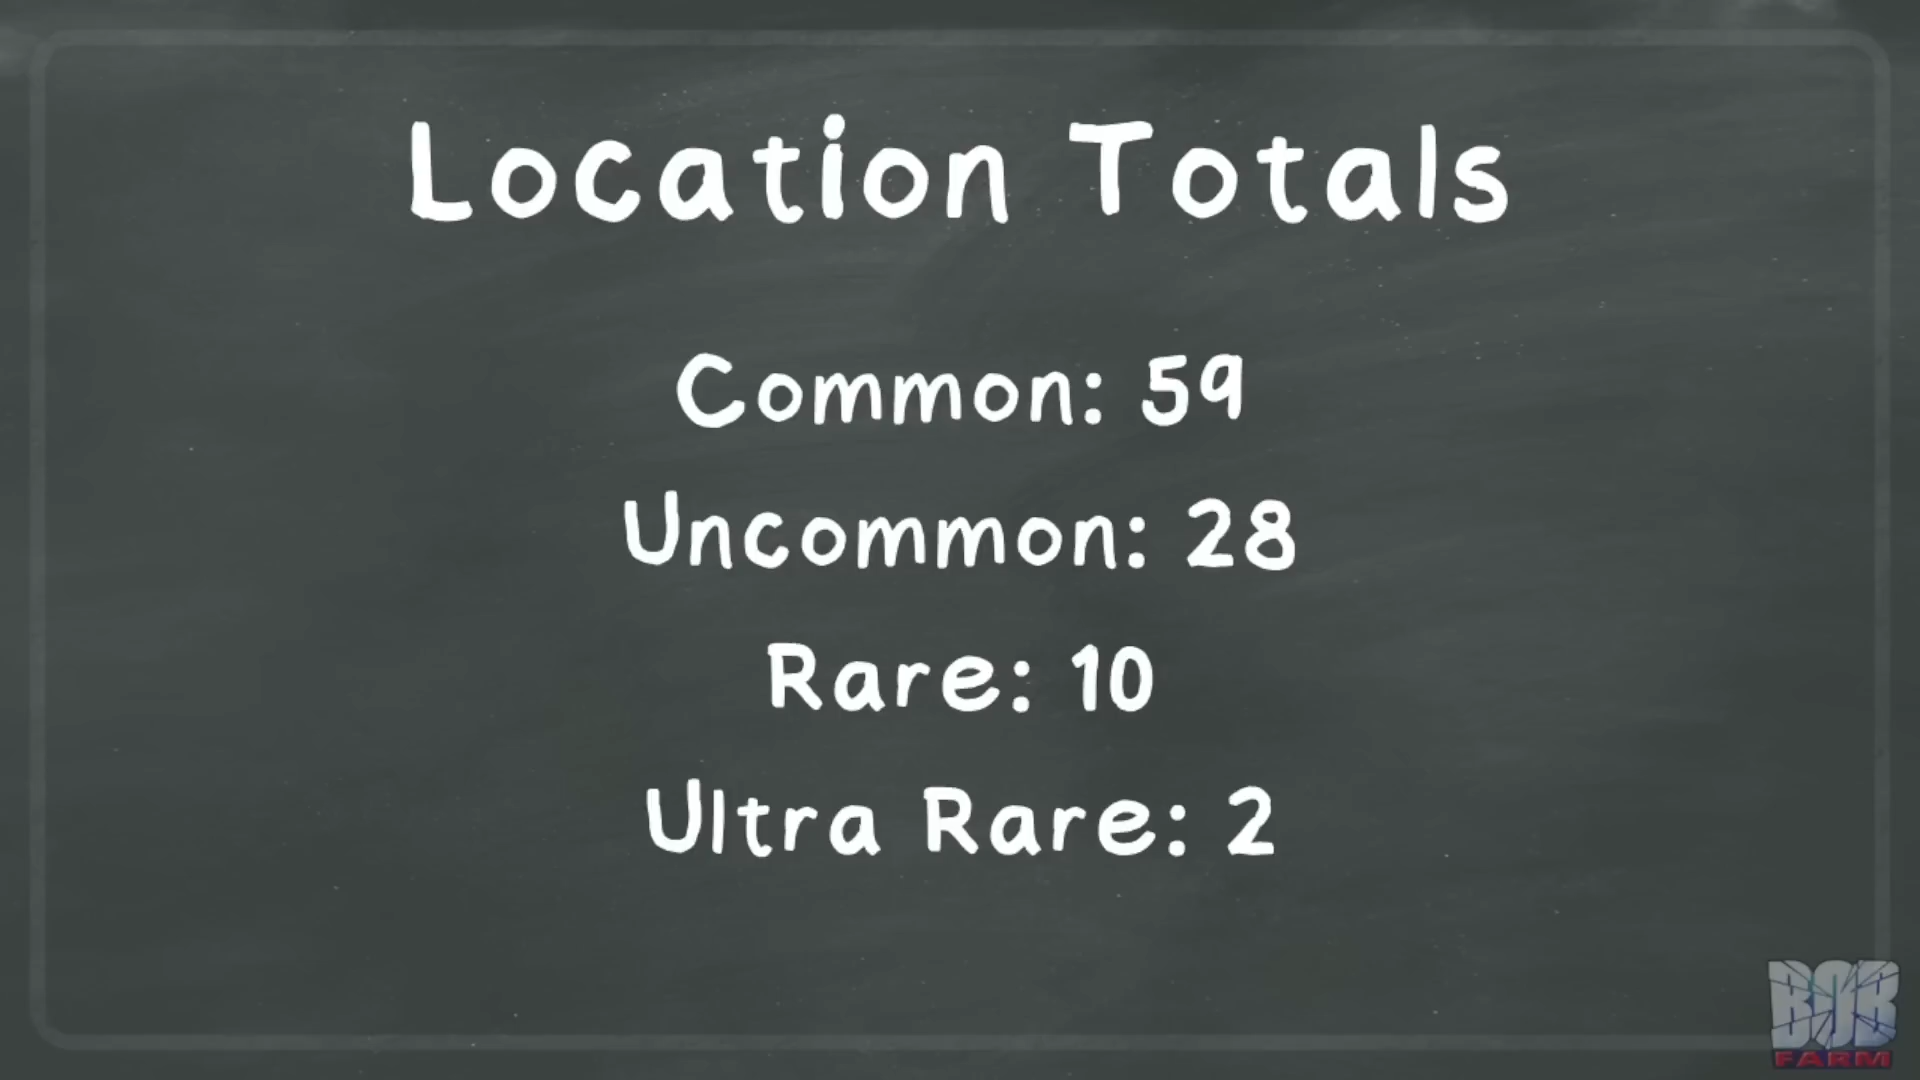 Location Totals
Common: 59
Uncommon: 28
Rare: 10
Ultra Rare: 2
BOB
FARM